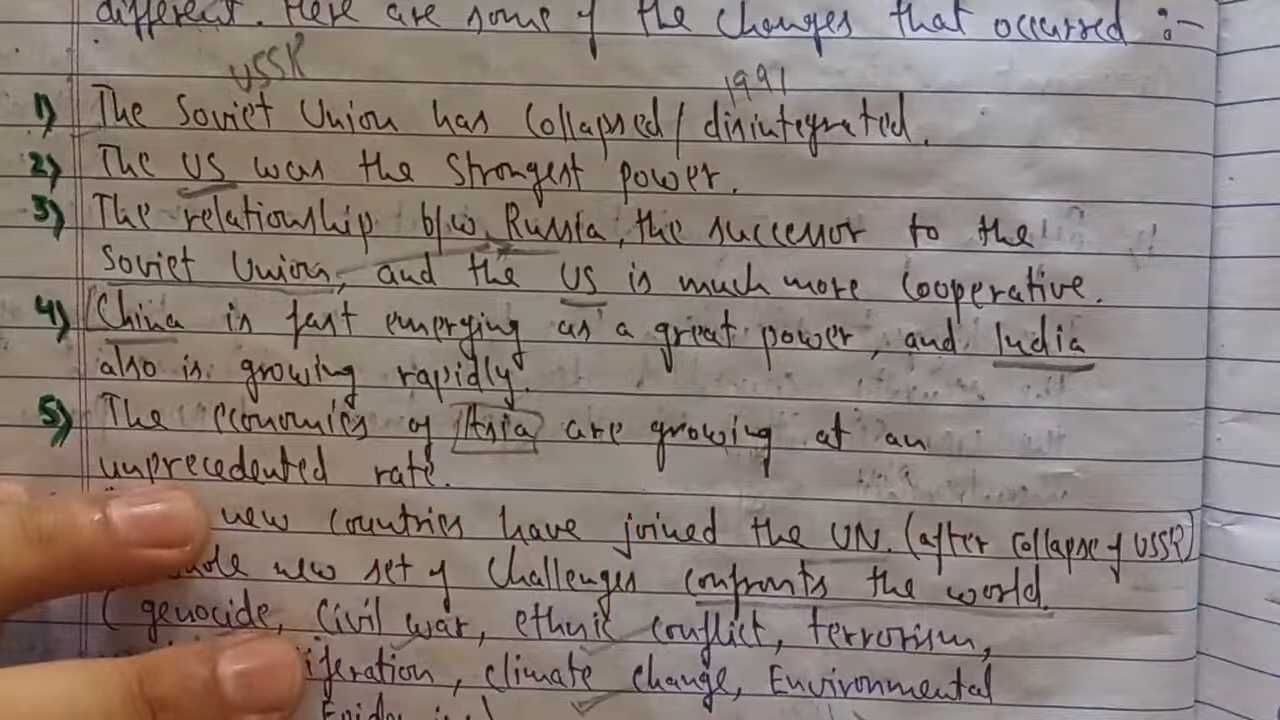 different. Here are some of the changes that occurred :-
USSR
1991
1) The Soviet Union has collapsed / disintegrated.
2) The US was the strongest power.
3) The relationship b/w Russia, the successor to the
Soviet Union, and the US is much more cooperative.
4) China is fast emerging as a great power, and India
also is growing rapidly.
5) The economies of Asia are growing at an
unprecedented rate.
new countries have joined the UN. (after collapse of USSR)
new set of challenges confronts the world.
( genocide, civil war, ethnic conflict, terrorism,
climate change, Environmental